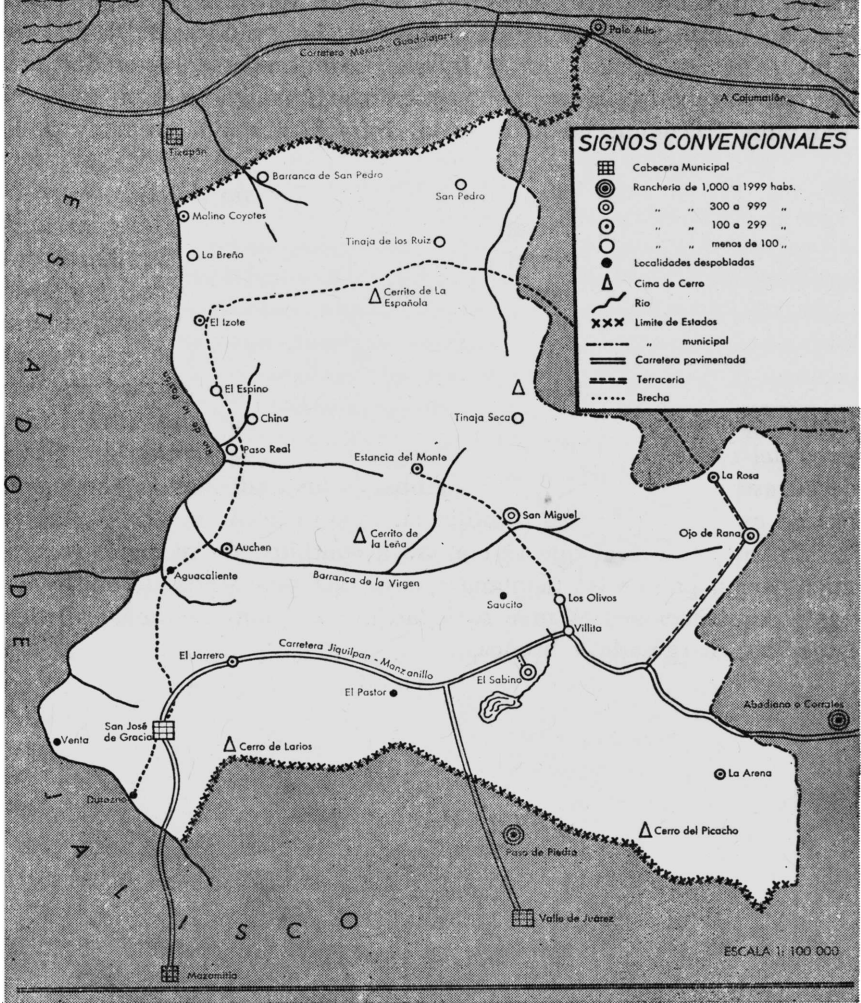 Palo Alto
Carretera México - Guadalajara
A Cojumatlán
SIGNOS CONVENCIONALES
Cabecera Municipal
Ranchería de 1,000 a 1999 habs.
„ „ 300 a 999 „
„ „ 100 a 299 „
„ „ menos de 100 „
Localidades despobladas
Cima de Cerro
Rio
Limite de Estados
„ municipal
Carretera pavimentada
Terracería
Brecha
Tizapán
Barranca de San Pedro
San Pedro
Molino Coyotes
Tinaja de los Ruiz
La Breña
Cerrito de La
Española
El Izote
El Espino
Río de la Pasión
China
Tinaja Seca
Paso Real
Estancia del Monte
La Rosa
San Miguel
Ojo de Rana
Cerrito de
la Leña
Auchen
Aguacaliente
Barranca de la Virgen
Saucito
Los Olivos
Villita
Carretera Jiquilpan - Manzanillo
El Jarrero
El Sabino
El Pastor
Abadiano o Corrales
San José
de Gracia
Venta
Cerro de Larios
La Arena
Durazno
Cerro del Picacho
Paso de Piedra
Valle de Juárez
Mazamitla
ESTADO DE JALISCO
ESCALA 1: 100 000